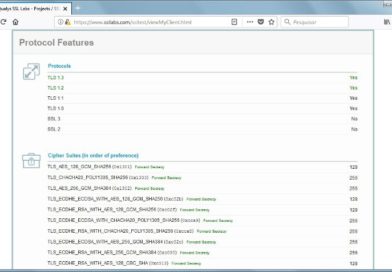 Qualys SSL Labs - Projects / SS
https://www.ssllabs.com/ssltest/viewMyClient.html
Pesquisar
Protocol Features
Protocols
TLS 1.3 Yes
TLS 1.2 Yes
TLS 1.1 Yes
TLS 1.0 Yes
SSL 3 No
SSL 2 No
Cipher Suites (in order of preference)
TLS_AES_128_GCM_SHA256 (0x1301) Forward Secrecy 128
TLS_CHACHA20_POLY1305_SHA256 (0x1303) Forward Secrecy 256
TLS_AES_256_GCM_SHA384 (0x1302) Forward Secrecy 256
TLS_ECDHE_ECDSA_WITH_AES_128_GCM_SHA256 (0xc02b) Forward Secrecy 128
TLS_ECDHE_RSA_WITH_AES_128_GCM_SHA256 (0xc02f) Forward Secrecy 128
TLS_ECDHE_ECDSA_WITH_CHACHA20_POLY1305_SHA256 (0xcca9) Forward Secrecy 256
TLS_ECDHE_RSA_WITH_CHACHA20_POLY1305_SHA256 (0xcca8) Forward Secrecy 256
TLS_ECDHE_ECDSA_WITH_AES_256_GCM_SHA384 (0xc02c) Forward Secrecy 256
TLS_ECDHE_RSA_WITH_AES_256_GCM_SHA384 (0xc030) Forward Secrecy 256
TLS_ECDHE_RSA_WITH_AES_128_CBC_SHA (0xc013) Forward Secrecy 128